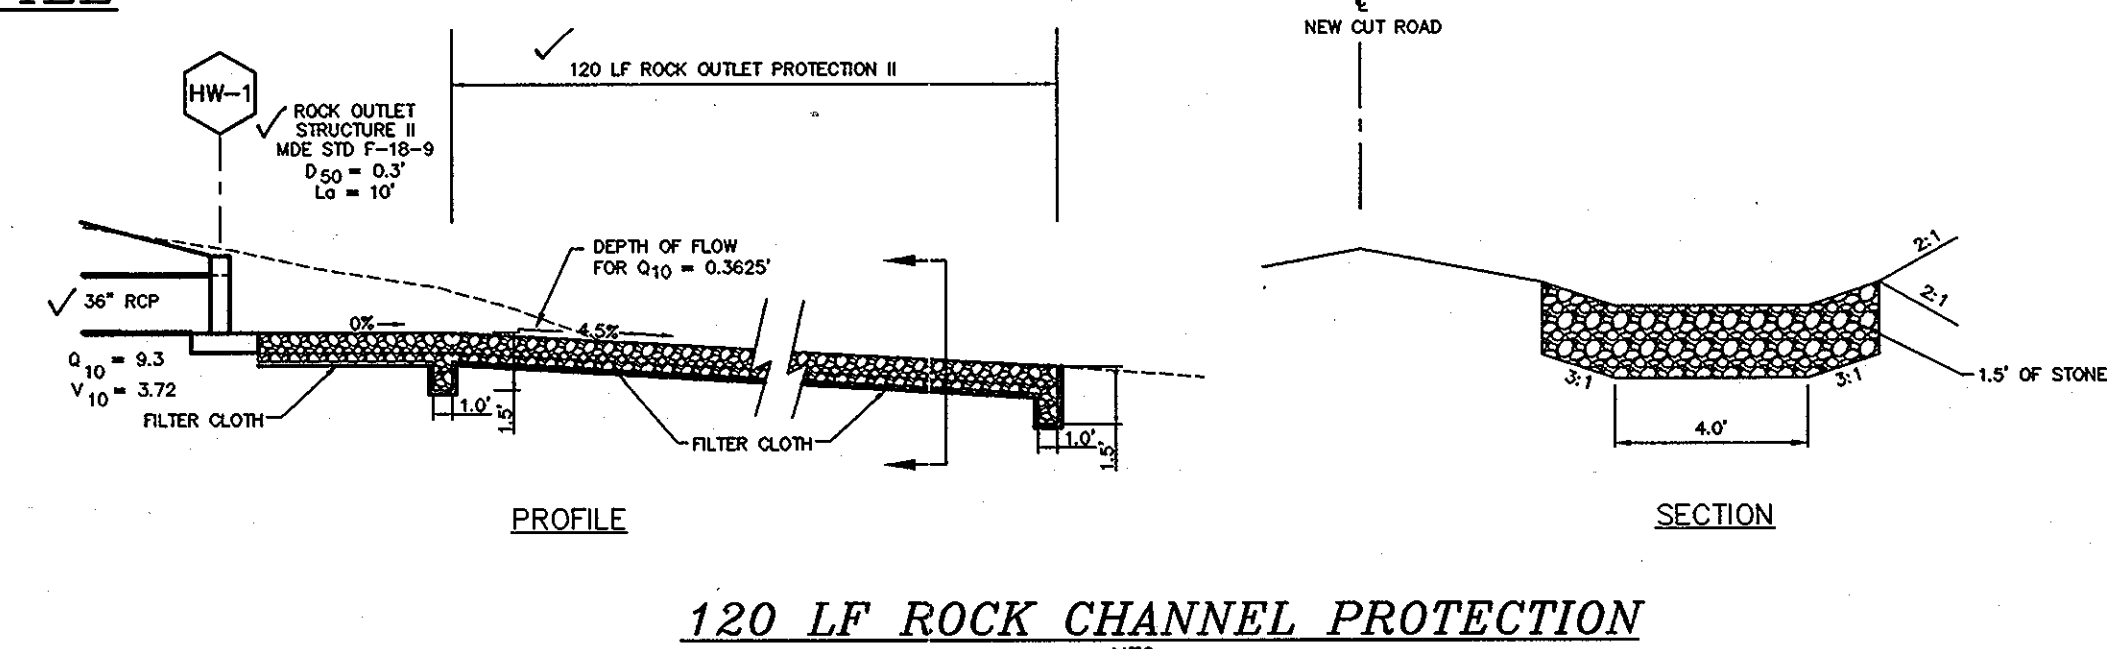 NEW CUT ROAD
120 LF ROCK OUTLET PROTECTION II
HW-1
ROCK OUTLET
STRUCTURE II
MDE STD F-18-9
D50 = 0.3'
La = 10'
DEPTH OF FLOW
FOR Q10 = 0.3625'
36" RCP
0%
4.5%
Q10 = 9.3
V10 = 3.72
FILTER CLOTH
1.0'
1.5'
FILTER CLOTH
1.0'
1.5'
2:1
2:1
3:1
3:1
1.5' OF STONE
4.0'
PROFILE
SECTION
120 LF ROCK CHANNEL PROTECTION